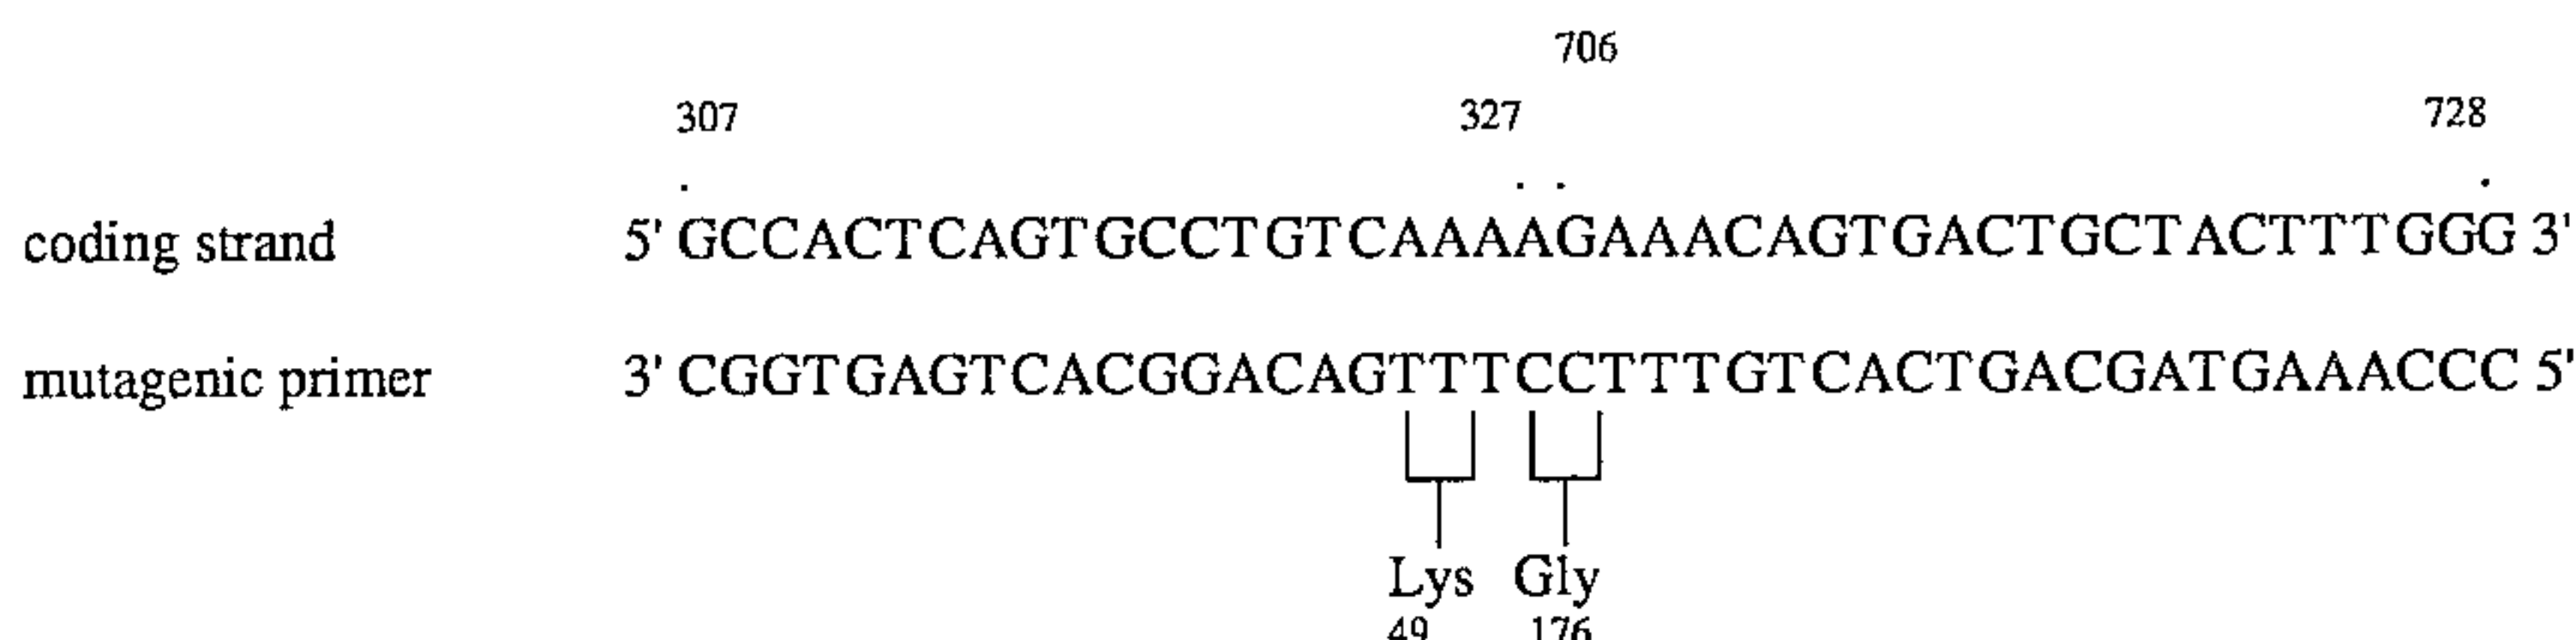 706
307 327 728
. . . .
coding strand 5' GCCACTCAGTGCCTGTCAAAAGAAACAGTGACTGCTACTTTGGG 3'
mutagenic primer 3' CGGTGAGTCACGGACAGTTTCCTTTGTCACTGACGATGAAACCC 5'
Lys Gly
49 176